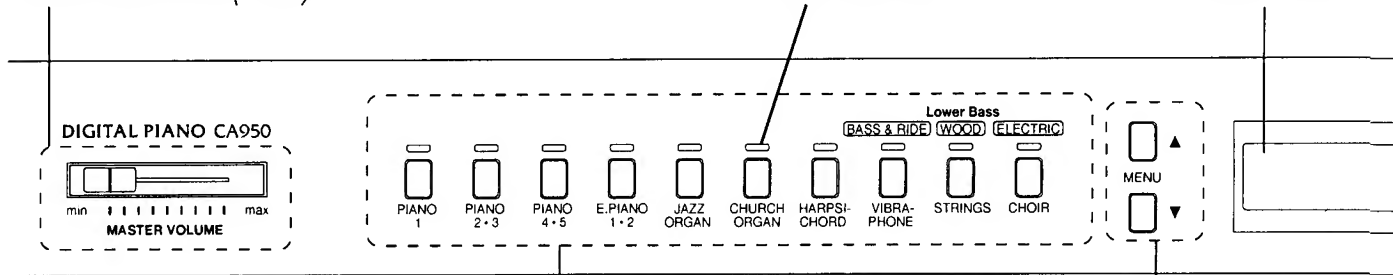 Lower Bass
BASS & RIDE WOOD ELECTRIC
DIGITAL PIANO CA950
min max
MASTER VOLUME
PIANO
1
PIANO
2•3
PIANO
4•5
E.PIANO
1•2
JAZZ
ORGAN
CHURCH
ORGAN
HARPSI-
CHORD
VIBRA-
PHONE
STRINGS
CHOIR
▲
MENU
▼